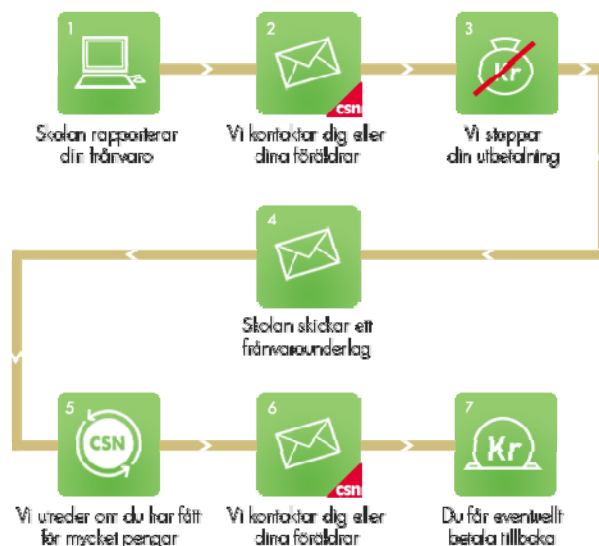 1
2
3
Kr
csn
Skolan rapporterar
din frånvaro
Vi kontaktar dig eller
dina föräldrar
Vi stoppar
din utbetalning
4
Skolan skickar ett
frånvarounderlag
5
6
7
CSN
Kr
csn
Vi utreder om du har fått
för mycket pengar
Vi kontaktar dig eller
dina föräldrar
Du får eventuellt
betala tillbaka